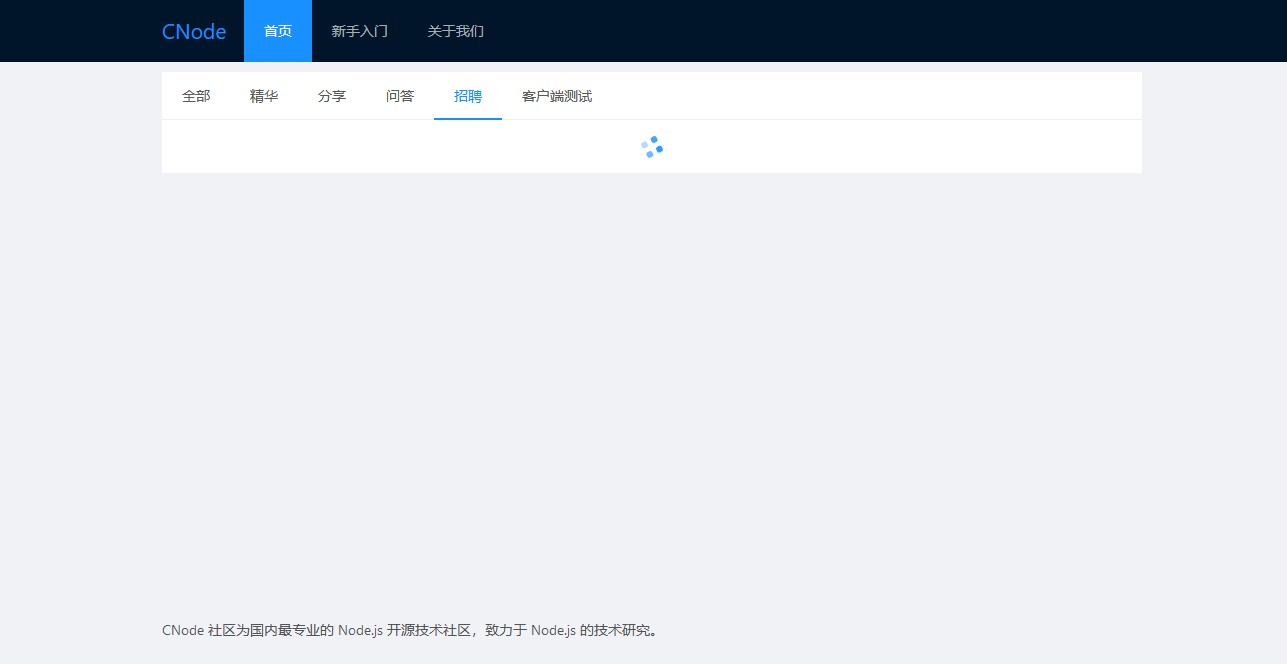 CNode 首页 新手入门 关于我们
全部 精华 分享 问答 招聘 客户端测试
CNode 社区为国内最专业的 Node.js 开源技术社区，致力于 Node.js 的技术研究。